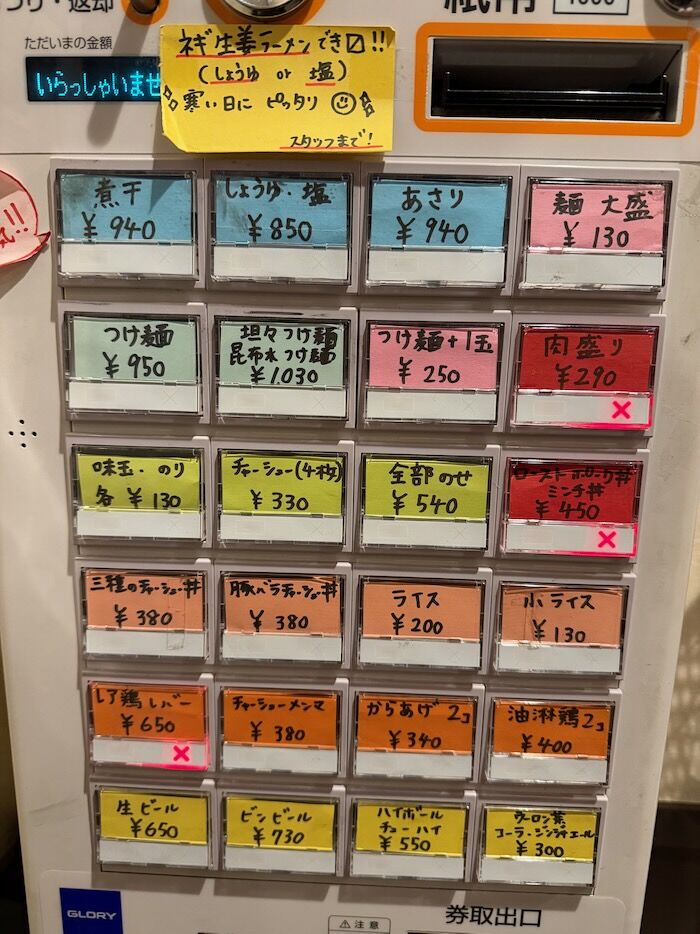 つり・返却
紙幣
1000
ただいまの金額
いらっしゃいませ
ネギ生姜ラーメンでき〼!!
(しょうゆ or 塩)
寒い日に ピッタリ
スタッフまで!
!!
煮干
¥940
しょうゆ・塩
¥850
あさり
¥940
麺 大盛
¥130
つけ麺
¥950
坦々つけ麺
昆布水つけ麺
¥1,030
つけ麺+1玉
¥250
肉盛り
¥290
味玉・のり
各 ¥130
チャーシュー(4枚)
¥330
全部のせ
¥540
ローストポーク丼
ミンチ丼
¥450
三種のチャーシュー丼
¥380
豚バラチャーシュー丼
¥380
ライス
¥200
小ライス
¥130
レア鶏レバー
¥650
チャーシューメンマ
¥380
からあげ 2コ
¥340
油淋鶏2コ
¥400
生ビール
¥650
ビンビール
¥730
ハイボール
チューハイ
¥550
ウーロン茶
コーラ・ジンジャエール
¥300
GLORY
注意
券取出口